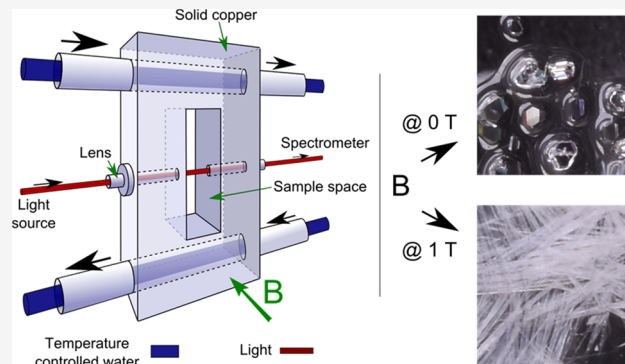 Solid copper
Lens
Spectrometer
Light
source
Sample space
B
Temperature
controlled water
Light
B
@ 0 T
@ 1 T